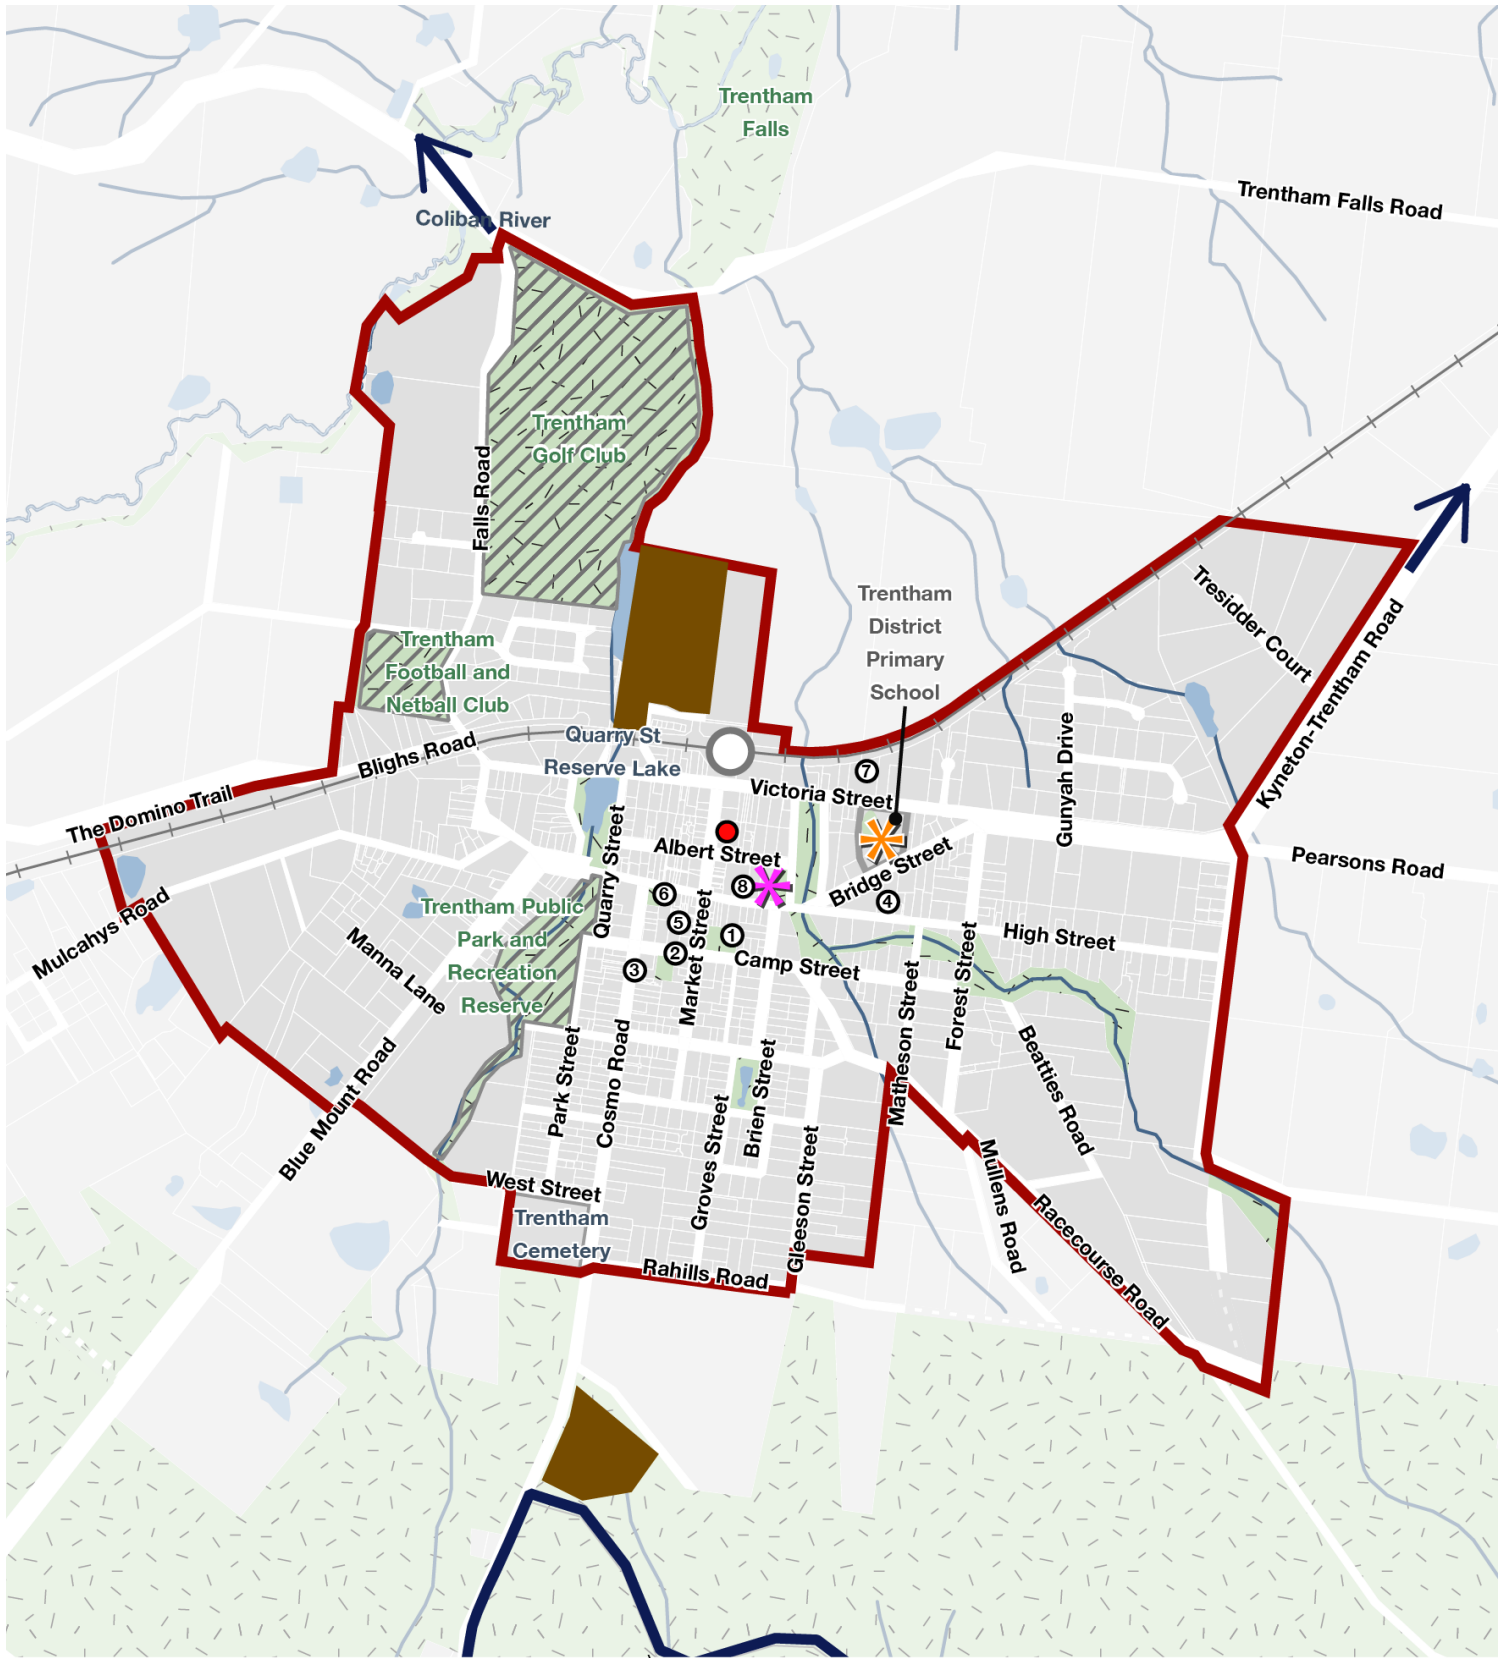 Trentham
Falls
Trentham Falls Road
Coliban River
Trentham
Golf Club
Falls Road
Trentham
District
Primary
School
Tresidder Court
Kyneton-Trentham Road
Trentham
Football and
Netball Club
Quarry St
Reserve Lake
Blighs Road
The Domino Trail
Gunyah Drive
7
Victoria Street
Albert Street
Bridge Street
Pearsons Road
Quarry Street
6
8
4
Mulcahys Road
Trentham Public
Park and
Recreation
Reserve
Manna Lane
5
1
2
3
Market Street
Camp Street
High Street
Forest Street
Matheson Street
Blue Mount Road
Park Street
Cosmo Road
Brien Street
Groves Street
Gleeson Street
Beatties Road
Mullens Road
Racecourse Road
West Street
Trentham
Cemetery
Rahills Road